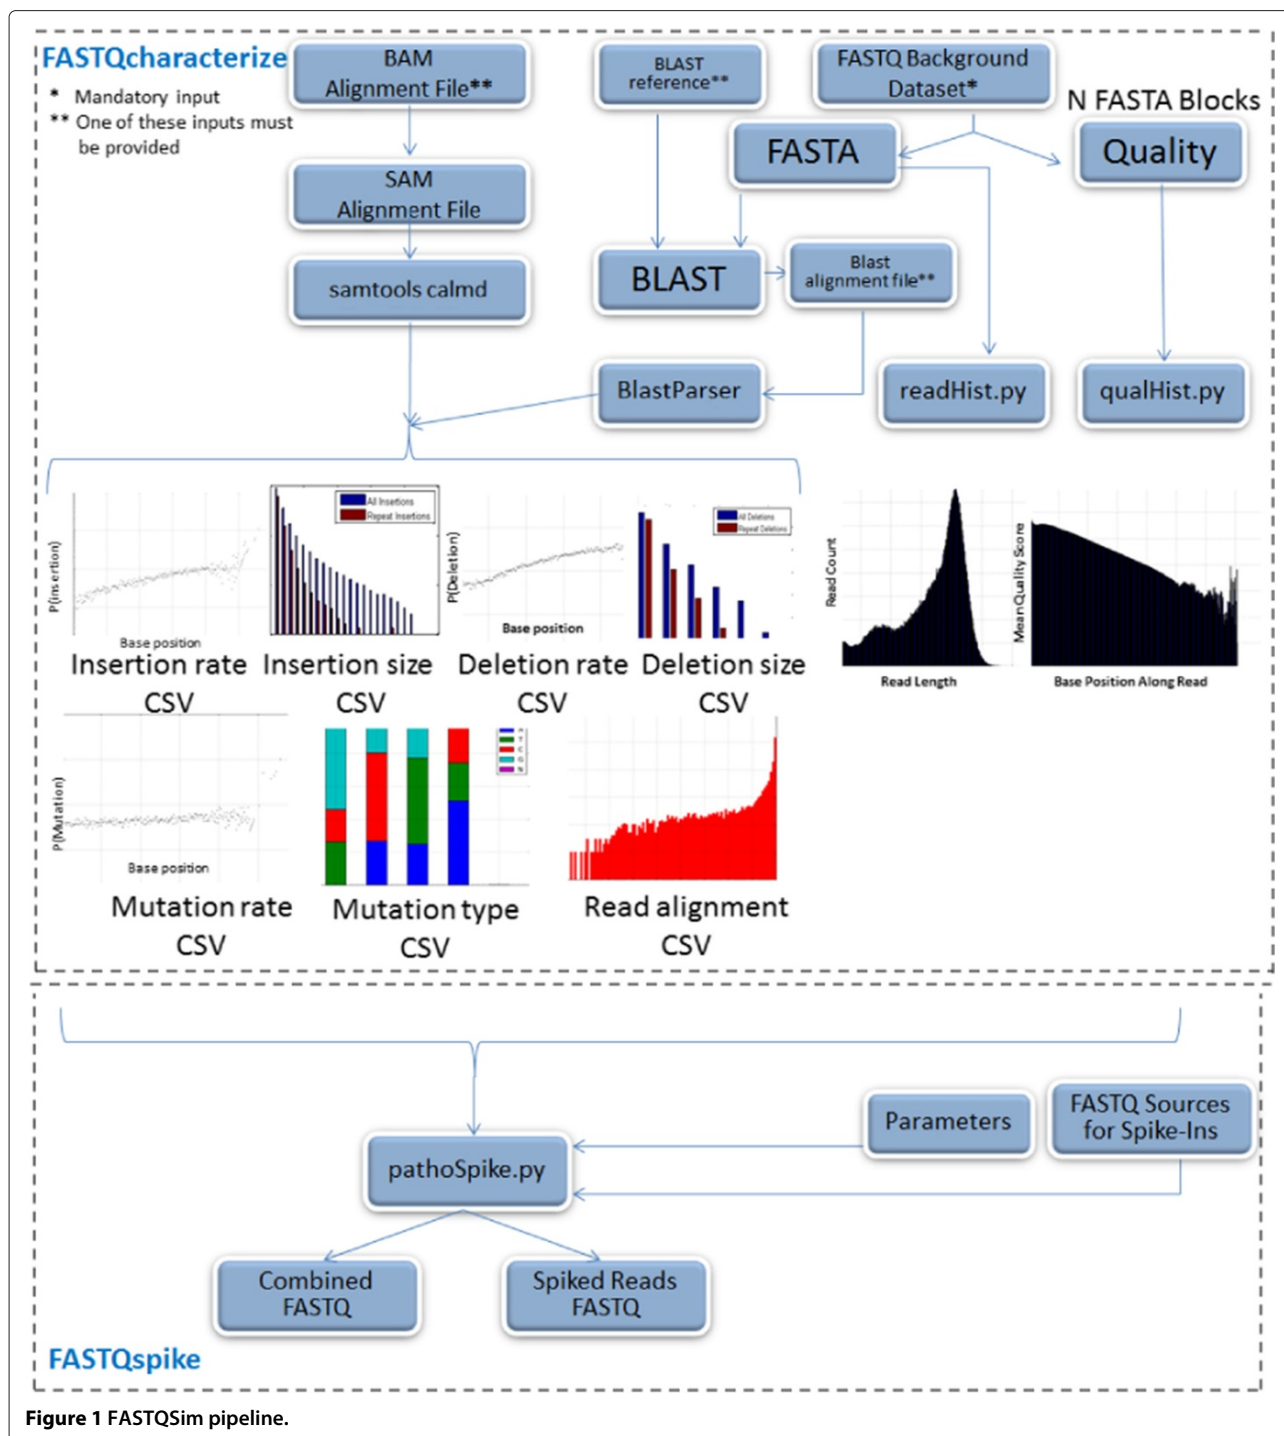 FASTQcharacterize
* Mandatory input
** One of these inputs must
be provided
BAM
Alignment File**
SAM
Alignment File
samtools calmd
BLAST
reference**
FASTQ Background
Dataset*
N FASTA Blocks
FASTA
Quality
BLAST
Blast
alignment file**
BlastParser
readHist.py
qualHist.py
P(insertion)
Base position
Insertion rate
CSV
All Insertions
Repeat Insertions
Insertion size
CSV
P(Deletion)
Base position
Deletion rate
CSV
All Deletions
Repeat Deletions
Deletion size
CSV
Read Count
Read Length
Mean Quality Score
Base Position Along Read
P(Mutation)
Base position
Mutation rate
CSV
A
T
C
G
N
Mutation type
CSV
Read alignment
CSV
Parameters
FASTQ Sources
for Spike-Ins
pathoSpike.py
Combined
FASTQ
Spiked Reads
FASTQ
FASTQspike
Figure 1 FASTQSim pipeline.